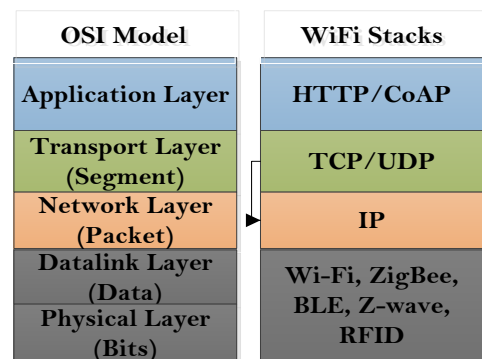 OSI Model
Application Layer
Transport Layer
(Segment)
Network Layer
(Packet)
Datalink Layer
(Data)
Physical Layer
(Bits)
WiFi Stacks
HTTP/CoAP
TCP/UDP
IP
Wi-Fi, ZigBee,
BLE, Z-wave,
RFID